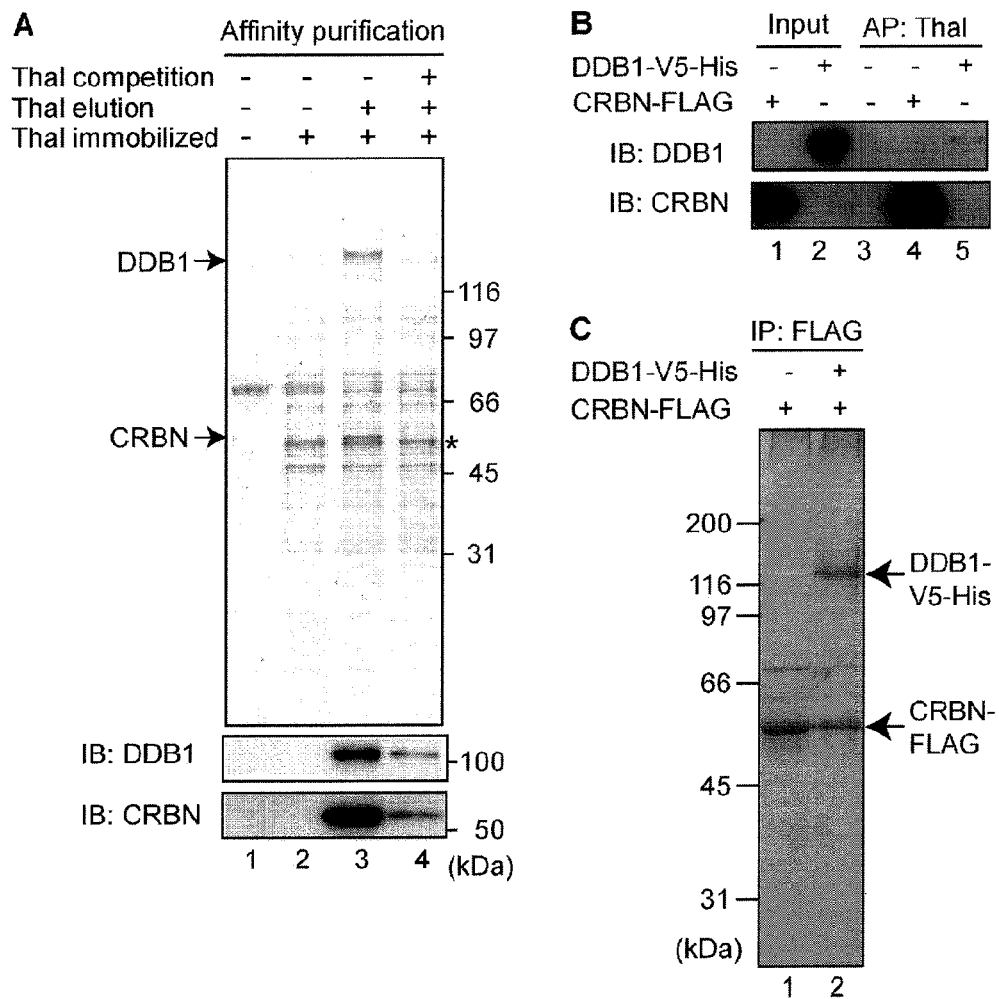 A
Affinity purification
Thal competition - - - +
Thal elution - - + +
Thal immobilized - + + +
DDB1
116
97
66
CRBN
*
45
31
IB: DDB1
100
IB: CRBN
50
1 2 3 4 (kDa)
B
Input AP: Thal
DDB1-V5-His - + - - +
CRBN-FLAG + - - + -
IB: DDB1
IB: CRBN
1 2 3 4 5
C
IP: FLAG
DDB1-V5-His - +
CRBN-FLAG + +
200
DDB1-
V5-His
116
97
66
CRBN-
FLAG
45
31
(kDa)
1 2